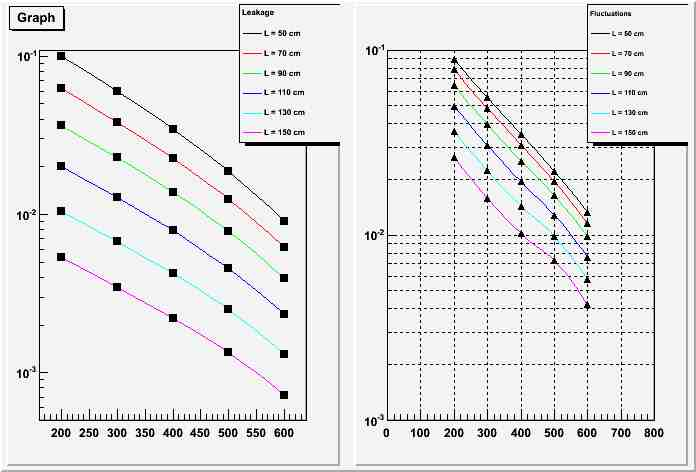 Graph
Leakage
L = 50 cm
L = 70 cm
L = 90 cm
L = 110 cm
L = 130 cm
L = 150 cm
10-1
10-2
10-3
200 250 300 350 400 450 500 550 600
Fluctuations
L = 50 cm
L = 70 cm
L = 90 cm
L = 110 cm
L = 130 cm
L = 150 cm
10-1
10-2
10-3
0 100 200 300 400 500 600 700 800